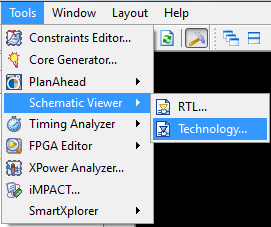 Tools Window Layout Help
Constraints Editor...
Core Generator...
PlanAhead
Schematic Viewer
RTL...
Timing Analyzer
Technology...
FPGA Editor
XPower Analyzer...
iMPACT...
SmartXplorer